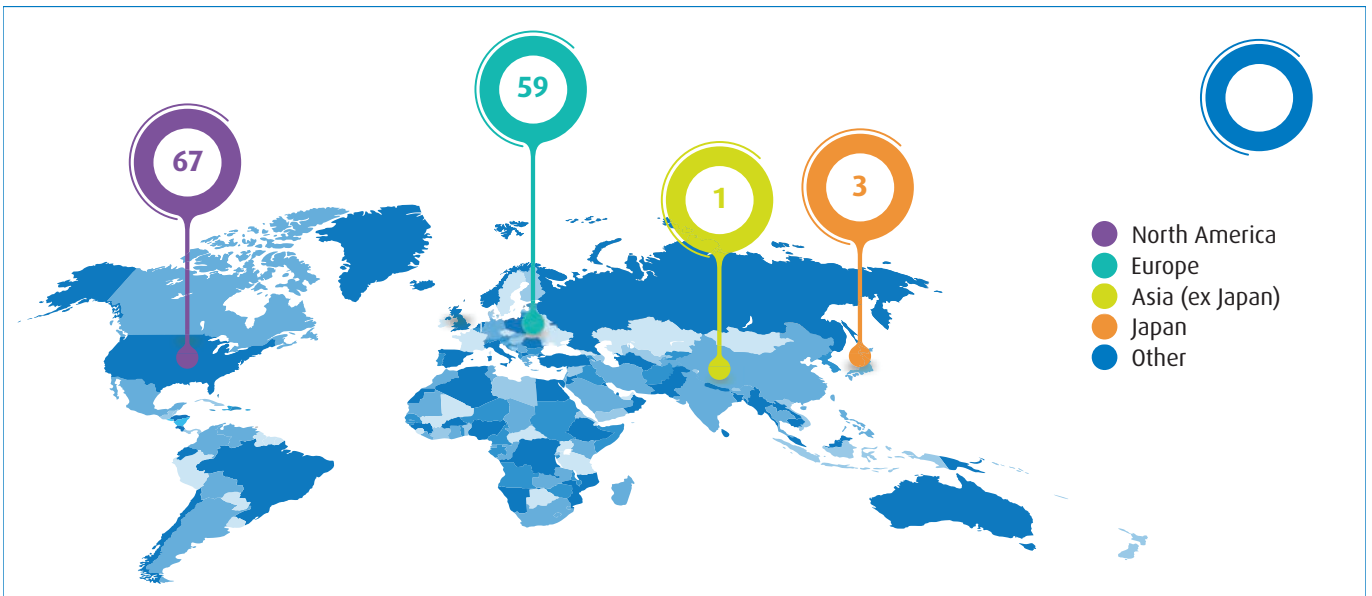 59
67
1
3
North America
Europe
Asia (ex Japan)
Japan
Other